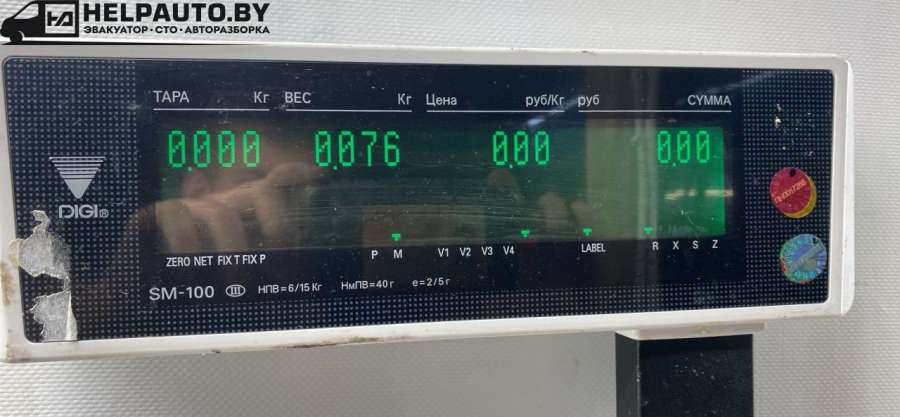 HELPAUTO.BY
ЭВАКУАТОР•СТО•АВТОРАЗБОРКА
ТАРА Кг ВЕС Кг Цена руб/Кг руб СУММА
0.000 0.076 0.00 0.00
DIGI®
P M V1 V2 V3 V4 LABEL R X S Z
ZERO NET FIX T FIX P
SM-100 III НПВ=6/15 Кг НмПВ=40 г e=2/5 г